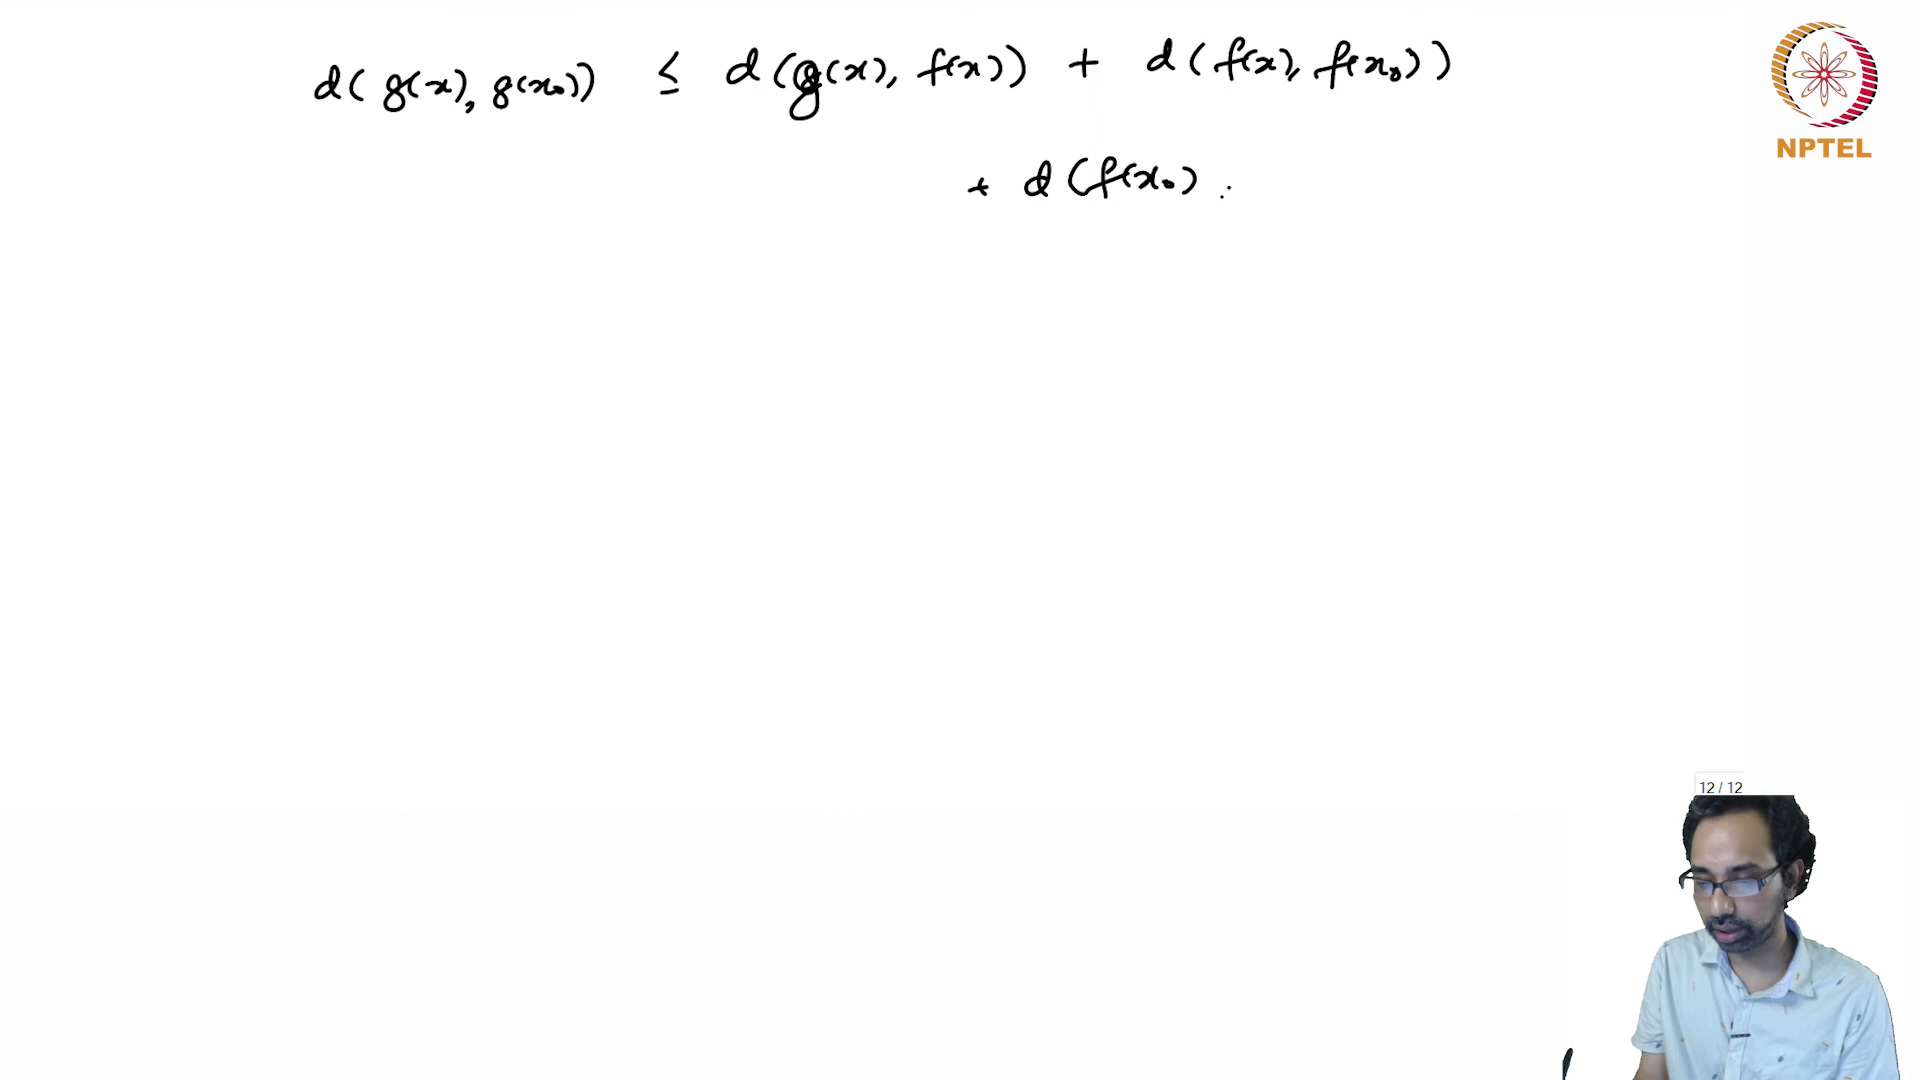 d(g(x), g(x₀)) ≤ d(g(x), f(x)) + d(f(x), f(x₀))
+ d(f(x₀)
NPTEL
12 / 12